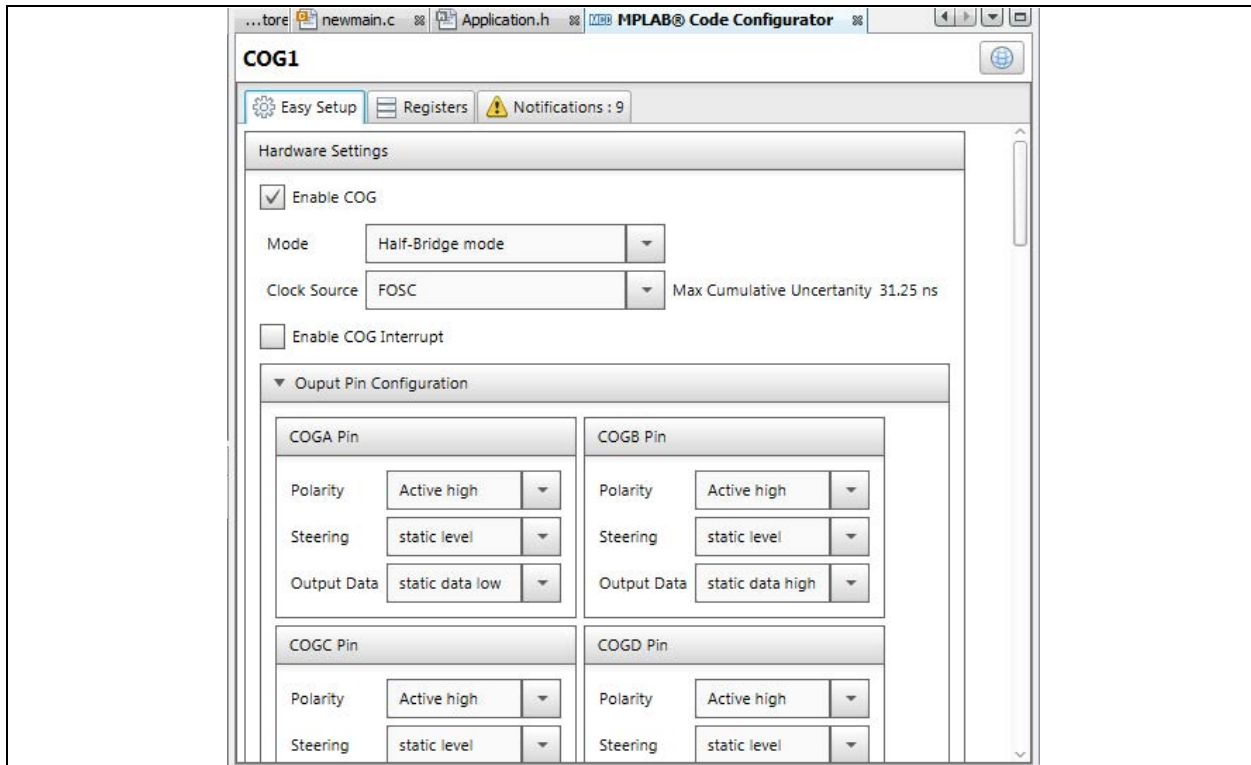 ...tore newmain.c Application.h MPLAB® Code Configurator
COG1
Easy Setup Registers Notifications : 9
Hardware Settings
Enable COG
Mode Half-Bridge mode
Clock Source FOSC Max Cumulative Uncertanity 31.25 ns
Enable COG Interrupt
Ouput Pin Configuration
COGA Pin COGB Pin
Polarity Active high Polarity Active high
Steering static level Steering static level
Output Data static data low Output Data static data high
COGC Pin COGD Pin
Polarity Active high Polarity Active high
Steering static level Steering static level